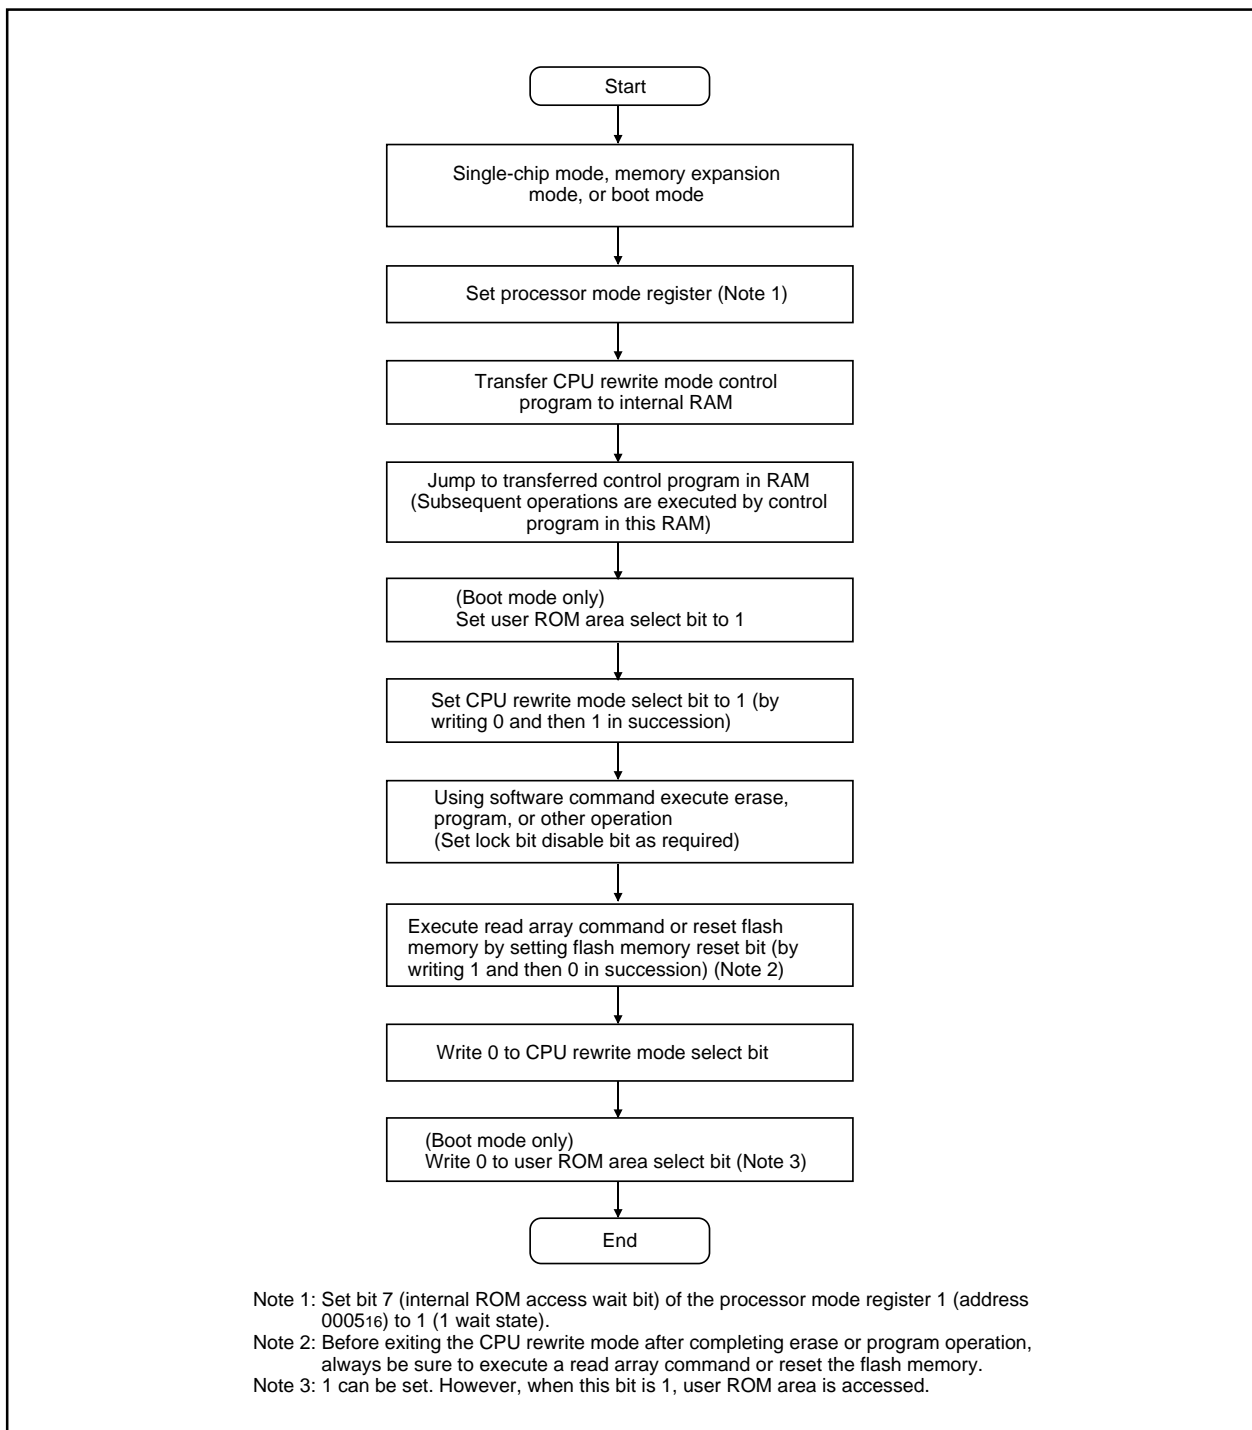 Start
Single-chip mode, memory expansion
mode, or boot mode
Set processor mode register (Note 1)
Transfer CPU rewrite mode control
program to internal RAM
Jump to transferred control program in RAM
(Subsequent operations are executed by control
program in this RAM)
(Boot mode only)
Set user ROM area select bit to 1
Set CPU rewrite mode select bit to 1 (by
writing 0 and then 1 in succession)
Using software command execute erase,
program, or other operation
(Set lock bit disable bit as required)
Execute read array command or reset flash
memory by setting flash memory reset bit (by
writing 1 and then 0 in succession) (Note 2)
Write 0 to CPU rewrite mode select bit
(Boot mode only)
Write 0 to user ROM area select bit (Note 3)
End
Note 1: Set bit 7 (internal ROM access wait bit) of the processor mode register 1 (address
000516) to 1 (1 wait state).
Note 2: Before exiting the CPU rewrite mode after completing erase or program operation,
always be sure to execute a read array command or reset the flash memory.
Note 3: 1 can be set. However, when this bit is 1, user ROM area is accessed.